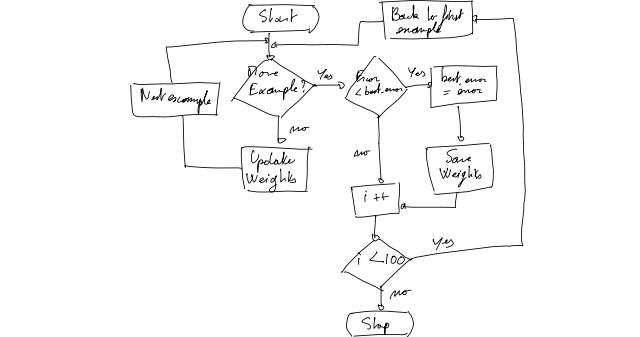 Start
Back to first
example
More
Example?
Yes
Error
< best_error
Yes
best_error
= error
Next example
no
Update
Weights
no
Save
Weights
i ++
i < 100
Yes
no
Stop